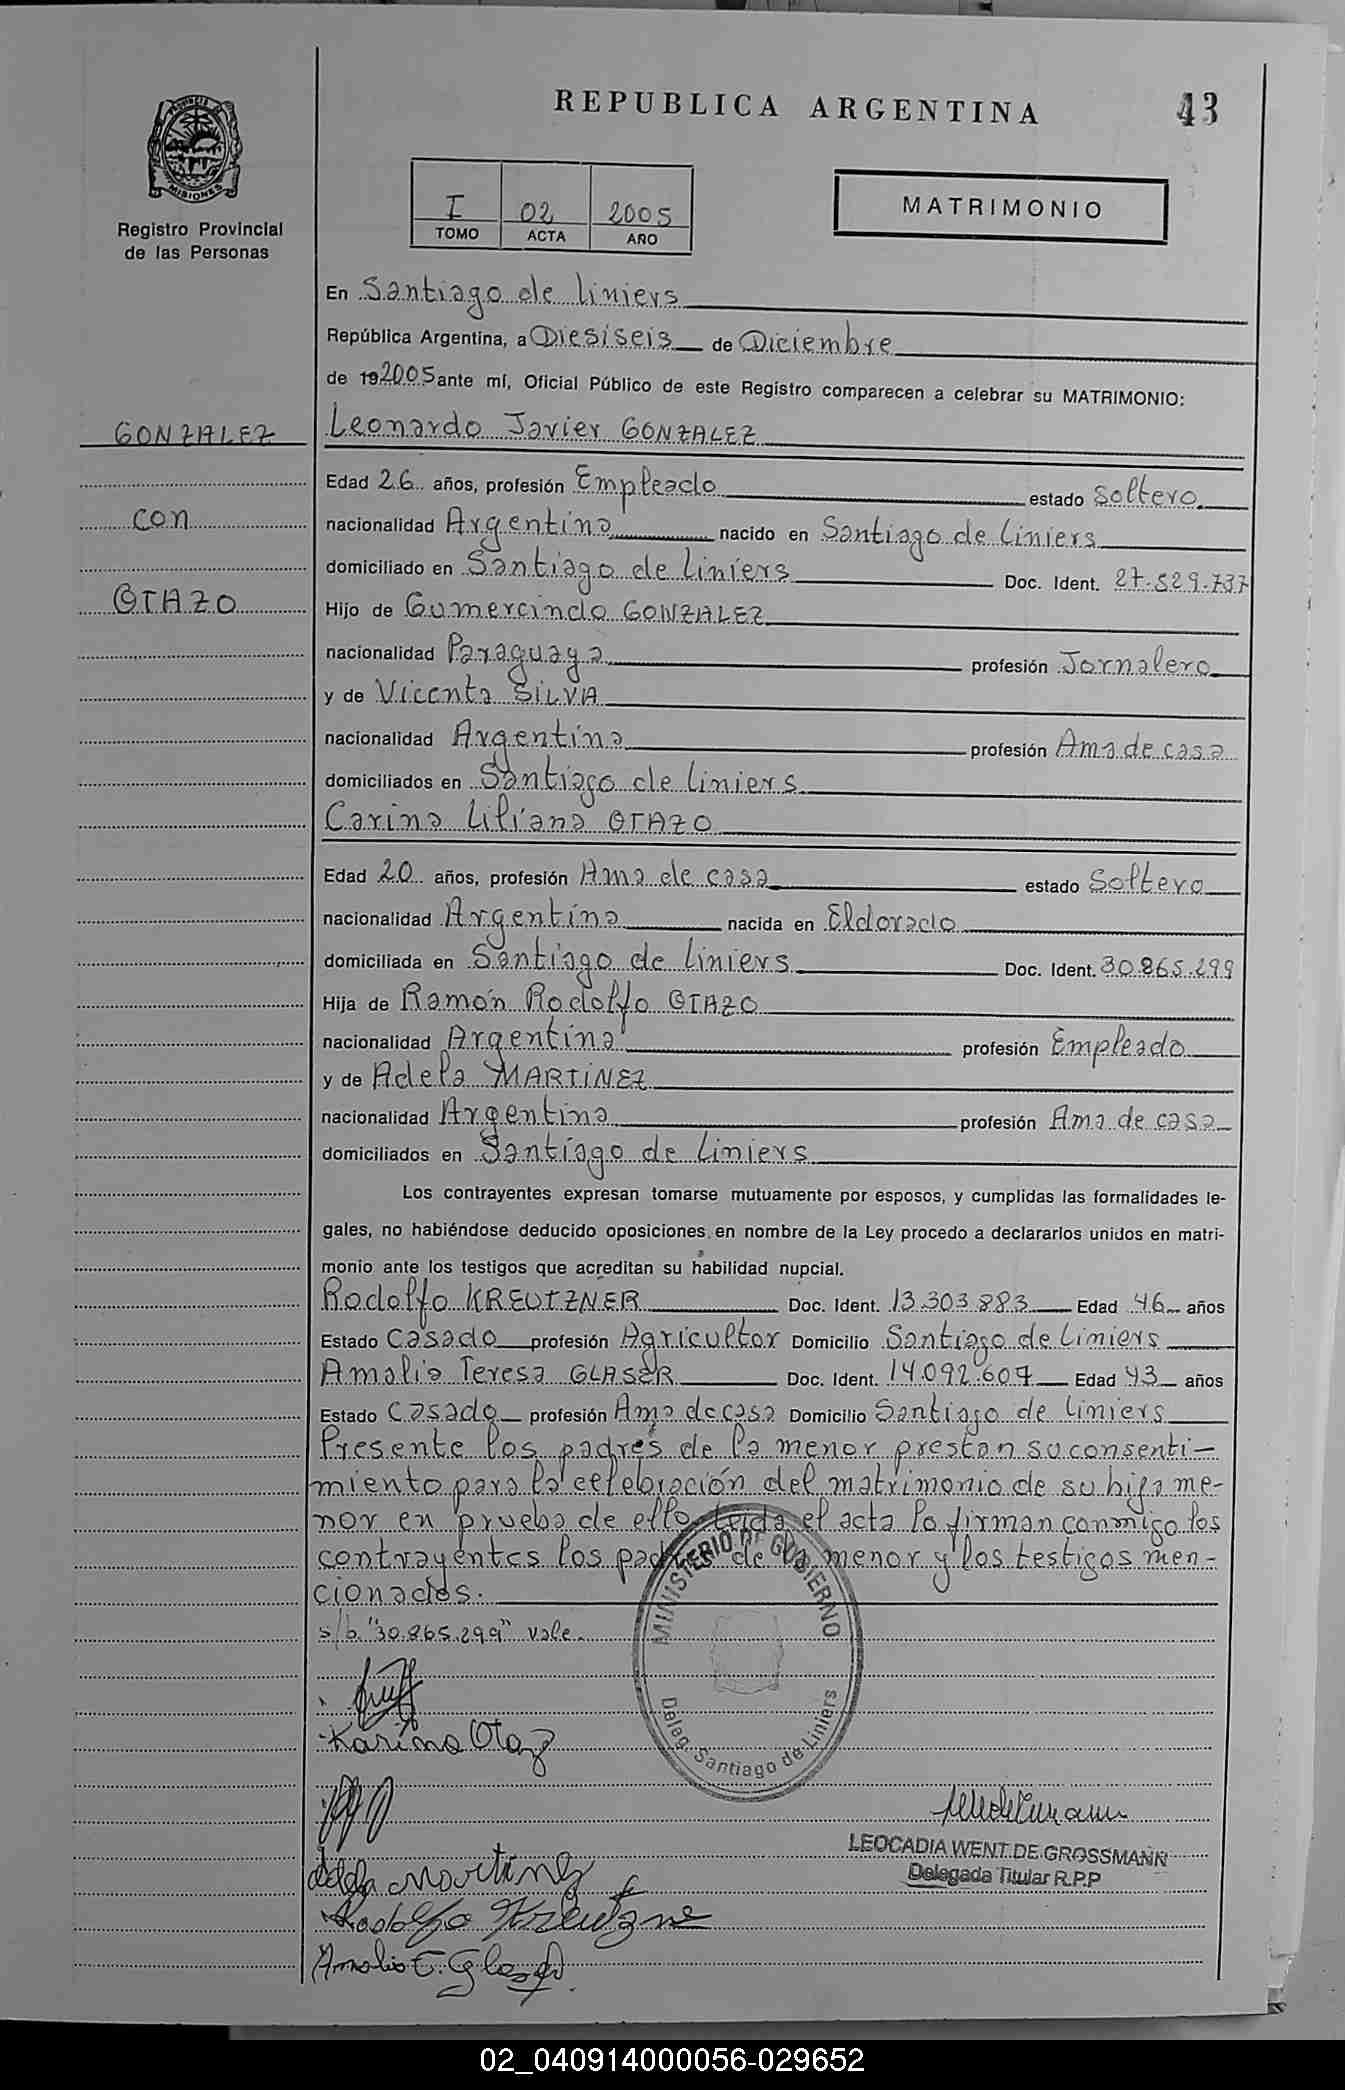 REPUBLICA ARGENTINA
43
PROVINCIA DE MISIONES
Registro Provincial
de las Personas
I 02 2005
TOMO ACTA AÑO
MATRIMONIO
En Santiago de liniers
República Argentina, a Diesiseis de Diciembre
de 192005 ante mí, Oficial Público de este Registro comparecen a celebrar su MATRIMONIO:
GONZALEZ
con
OTAZO
Leonardo Javier GONZALEZ
Edad 26 años, profesión Empleado estado Soltero
nacionalidad Argentina nacido en Santiago de Liniers
domiciliado en Santiago de Liniers Doc. Ident. 27.529.737
Hijo de Gumercindo GONZALEZ
nacionalidad Paraguaya profesión Jornalero
y de Vicenta SILVIA
nacionalidad Argentina profesión Ama de casa
domiciliados en Santiago de liniers
Carina Liliana OTAZO
Edad 20 años, profesión Ama de casa estado Soltera
nacionalidad Argentina nacida en Eldorado
domiciliada en Santiago de liniers Doc. Ident. 30.865.299
Hija de Ramón Rodolfo OTAZO
nacionalidad Argentina profesión Empleado
y de Adela MARTINEZ
nacionalidad Argentina profesión Ama de casa
domiciliados en Santiago de Liniers
Los contrayentes expresan tomarse mutuamente por esposos, y cumplidas las formalidades le-
gales, no habiéndose deducido oposiciones en nombre de la Ley procedo a declararlos unidos en matri-
monio ante los testigos que acreditan su habilidad nupcial.
Rodolfo KREUTZNER Doc. Ident. 13.303.883 Edad 46 años
Estado Casado profesión Agricultor Domicilio Santiago de Liniers
Amalia Teresa GLASER Doc. Ident. 14.092.607 Edad 43 años
Estado Casado profesión Ama de casa Domicilio Santiago de Liniers
Presente los padres de la menor prestan su consenti-
miento para la celebración del matrimonio de su hija me-
nor en prueba de ello leida el acta la firman conmigo los
contrayentes los padres de la menor y los testigos men-
cionados.
s/b. "30.865.299" vale.
MINISTERIO DE GOBIERNO
Deleg. Santiago de Liniers
Karina Otaz
Adela Martinez
LEOCADIA WENT DE GROSSMANN
Delegada Titular R.P.P
Rodolfo Kreutzne
Amalia T. Glaser
02_040914000056-029652